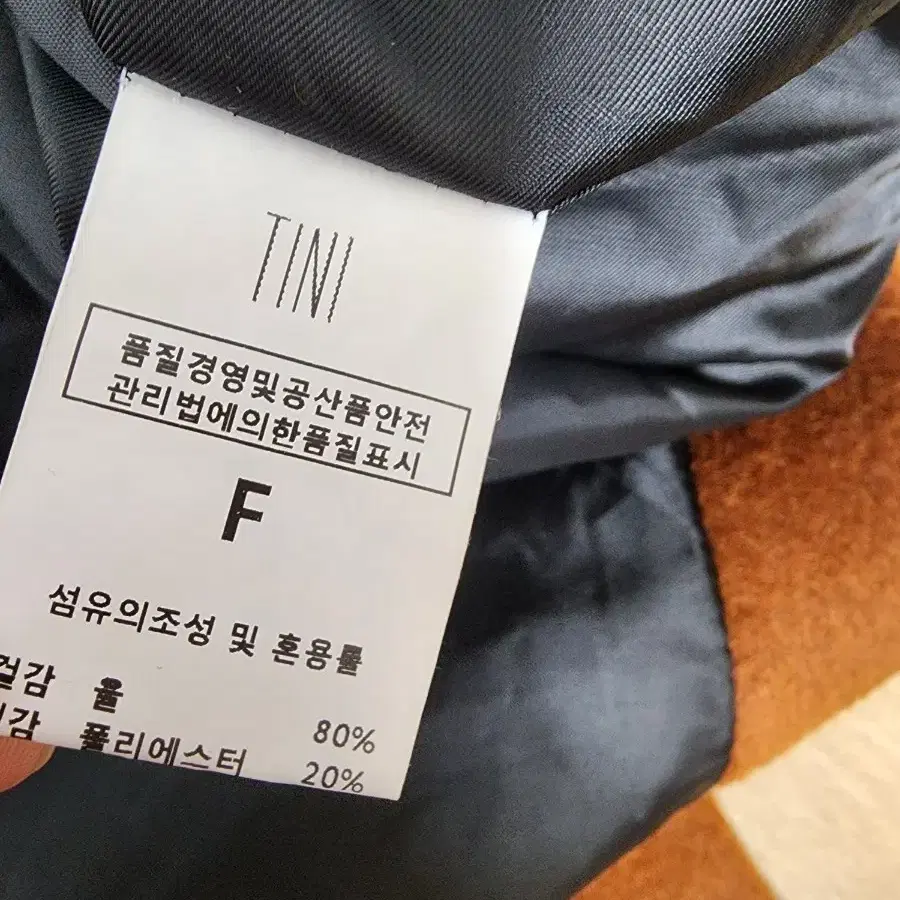 TINI
품질경영및공산품안전
관리법에의한품질표시
F
섬유의조성 및 혼용률
겉감 울 80%
폴리에스터 20%